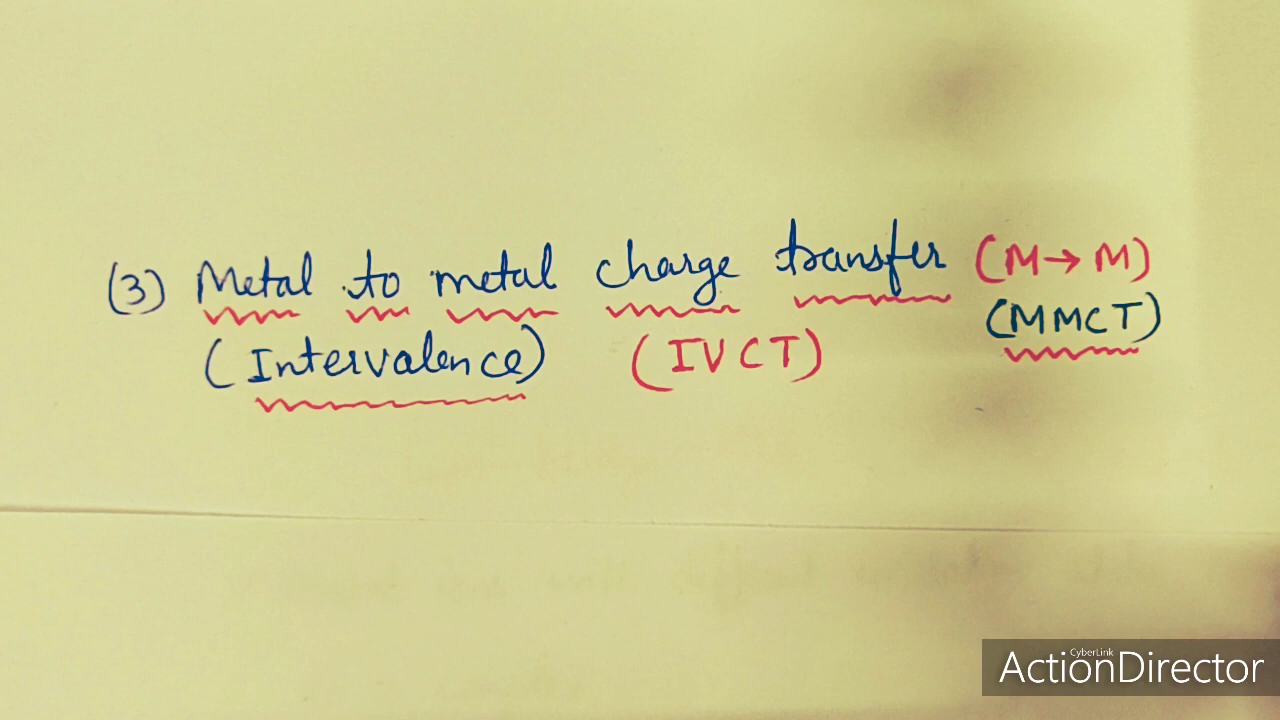 (3) Metal to metal charge transfer (M→M)
(MMCT)
(Intervalence) (IVCT)
CyberLink
ActionDirector